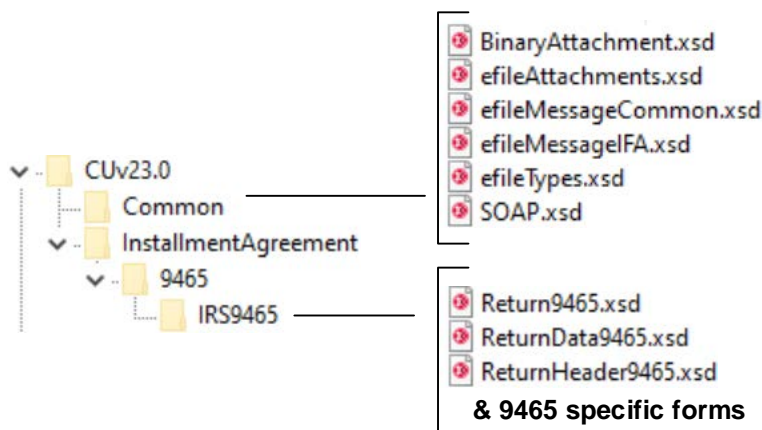 CUv23.0
Common
InstallmentAgreement
9465
IRS9465
BinaryAttachment.xsd
efileAttachments.xsd
efileMessageCommon.xsd
efileMessageIFA.xsd
efileTypes.xsd
SOAP.xsd
Return9465.xsd
ReturnData9465.xsd
ReturnHeader9465.xsd
& 9465 specific forms